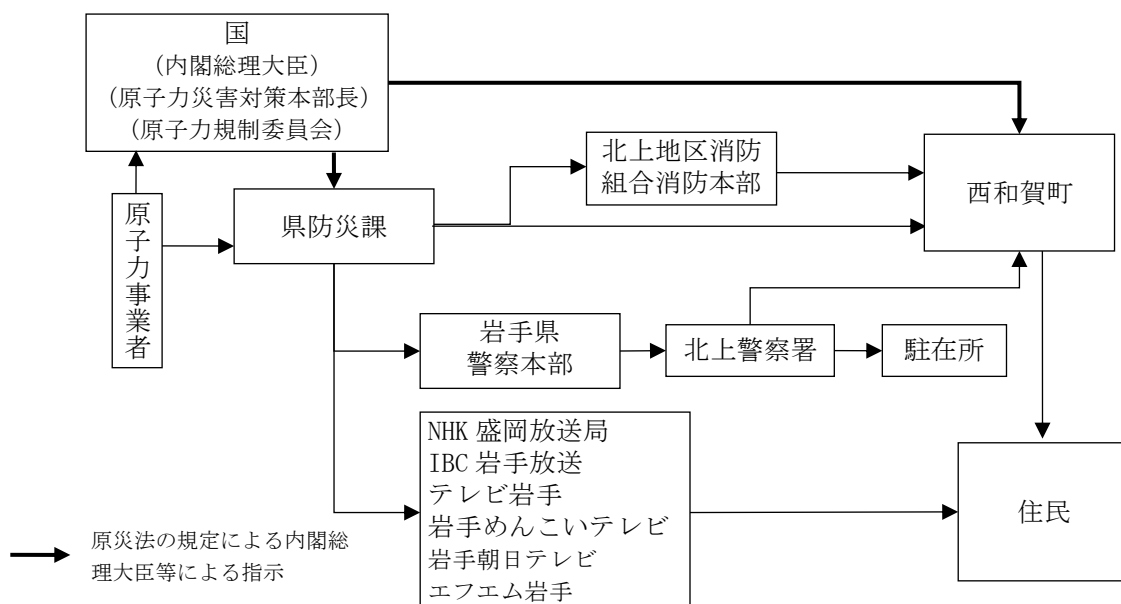 国
(内閣総理大臣)
(原子力災害対策本部長)
(原子力規制委員会)
北上地区消防
組合消防本部
西和賀町
原子力事業者
県防災課
岩手県
警察本部
北上警察署
駐在所
NHK 盛岡放送局
IBC 岩手放送
テレビ岩手
岩手めんこいテレビ
岩手朝日テレビ
エフエム岩手
住民
原災法の規定による内閣総
理大臣等による指示